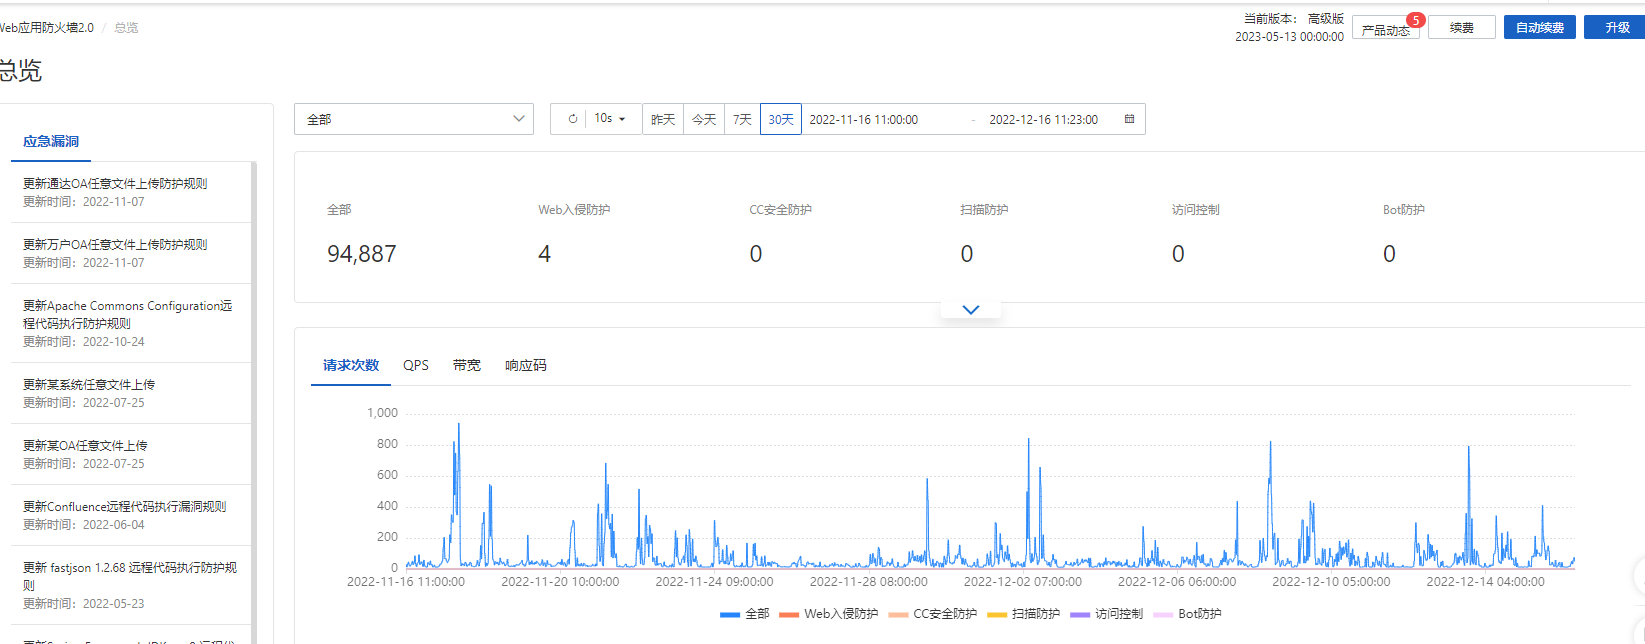 Web应用防火墙2.0 / 总览
当前版本： 高级版
2023-05-13 00:00:00
产品动态
5
续费
自动续费
升级
总览
应急漏洞
更新通达OA任意文件上传防护规则
更新时间：2022-11-07
更新万户OA任意文件上传防护规则
更新时间：2022-11-07
更新Apache Commons Configuration远
程代码执行防护规则
更新时间：2022-10-24
更新某系统任意文件上传
更新时间：2022-07-25
更新某OA任意文件上传
更新时间：2022-07-25
更新Confluence远程代码执行漏洞规则
更新时间：2022-06-04
更新 fastjson 1.2.68 远程代码执行防护规
则
更新时间：2022-05-23
全部
10s
昨天
今天
7天
30天
2022-11-16 11:00:00 - 2022-12-16 11:23:00
全部
94,887
Web入侵防护
4
CC安全防护
0
扫描防护
0
访问控制
0
Bot防护
0
请求次数
QPS
带宽
响应码
1,000
800
600
400
200
0
2022-11-16 11:00:00
2022-11-20 10:00:00
2022-11-24 09:00:00
2022-11-28 08:00:00
2022-12-02 07:00:00
2022-12-06 06:00:00
2022-12-10 05:00:00
2022-12-14 04:00:00
全部
Web入侵防护
CC安全防护
扫描防护
访问控制
Bot防护